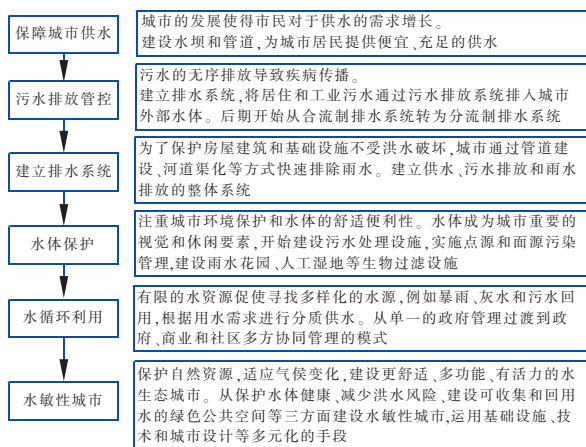 保障城市供水
城市的发展使得市民对于供水的需求增长。
建设水坝和管道,为城市居民提供便宜、充足的供水
污水排放管控
污水的无序排放导致疾病传播。
建立排水系统,将居住和工业污水通过污水排放系统排入城市
外部水体。后期开始从合流制排水系统转为分流制排水系统
建立排水系统
为了保护房屋建筑和基础设施不受洪水破坏,城市通过管道建
设、河道渠化等方式快速排除雨水。建立供水、污水排放和雨水
排放的整体系统
水体保护
注重城市环境保护和水体的舒适便利性。水体成为城市重要的
视觉和休闲要素,开始建设污水处理设施,实施点源和面源污染
管理,建设雨水花园、人工湿地等生物过滤设施
水循环利用
有限的水资源促使寻找多样化的水源,例如暴雨、灰水和污水回
用,根据用水需求进行分质供水。从单一的政府管理过渡到政
府、商业和社区多方协同管理的模式
水敏性城市
保护自然资源,适应气候变化,建设更舒适、多功能、有活力的水
生态城市。从保护水体健康、减少洪水风险、建设可收集和回用
水的绿色公共空间等三方面建设水敏性城市,运用基础设施、技
术和城市设计等多元化的手段